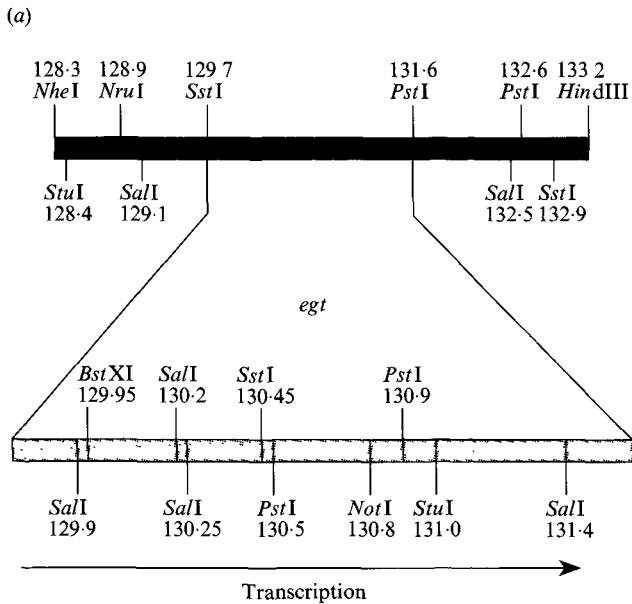 (a)
128·3 128·9 129 7 131·6 132·6 133 2
NheI NruI SstI PstI PstI HindIII
StuI SalI SalI SstI
128·4 129·1 132·5 132·9
egt
BstXI SalI SstI PstI
129·95 130·2 130·45 130·9
SalI SalI PstI NotI StuI SalI
129·9 130·25 130·5 130·8 131·0 131·4
Transcription